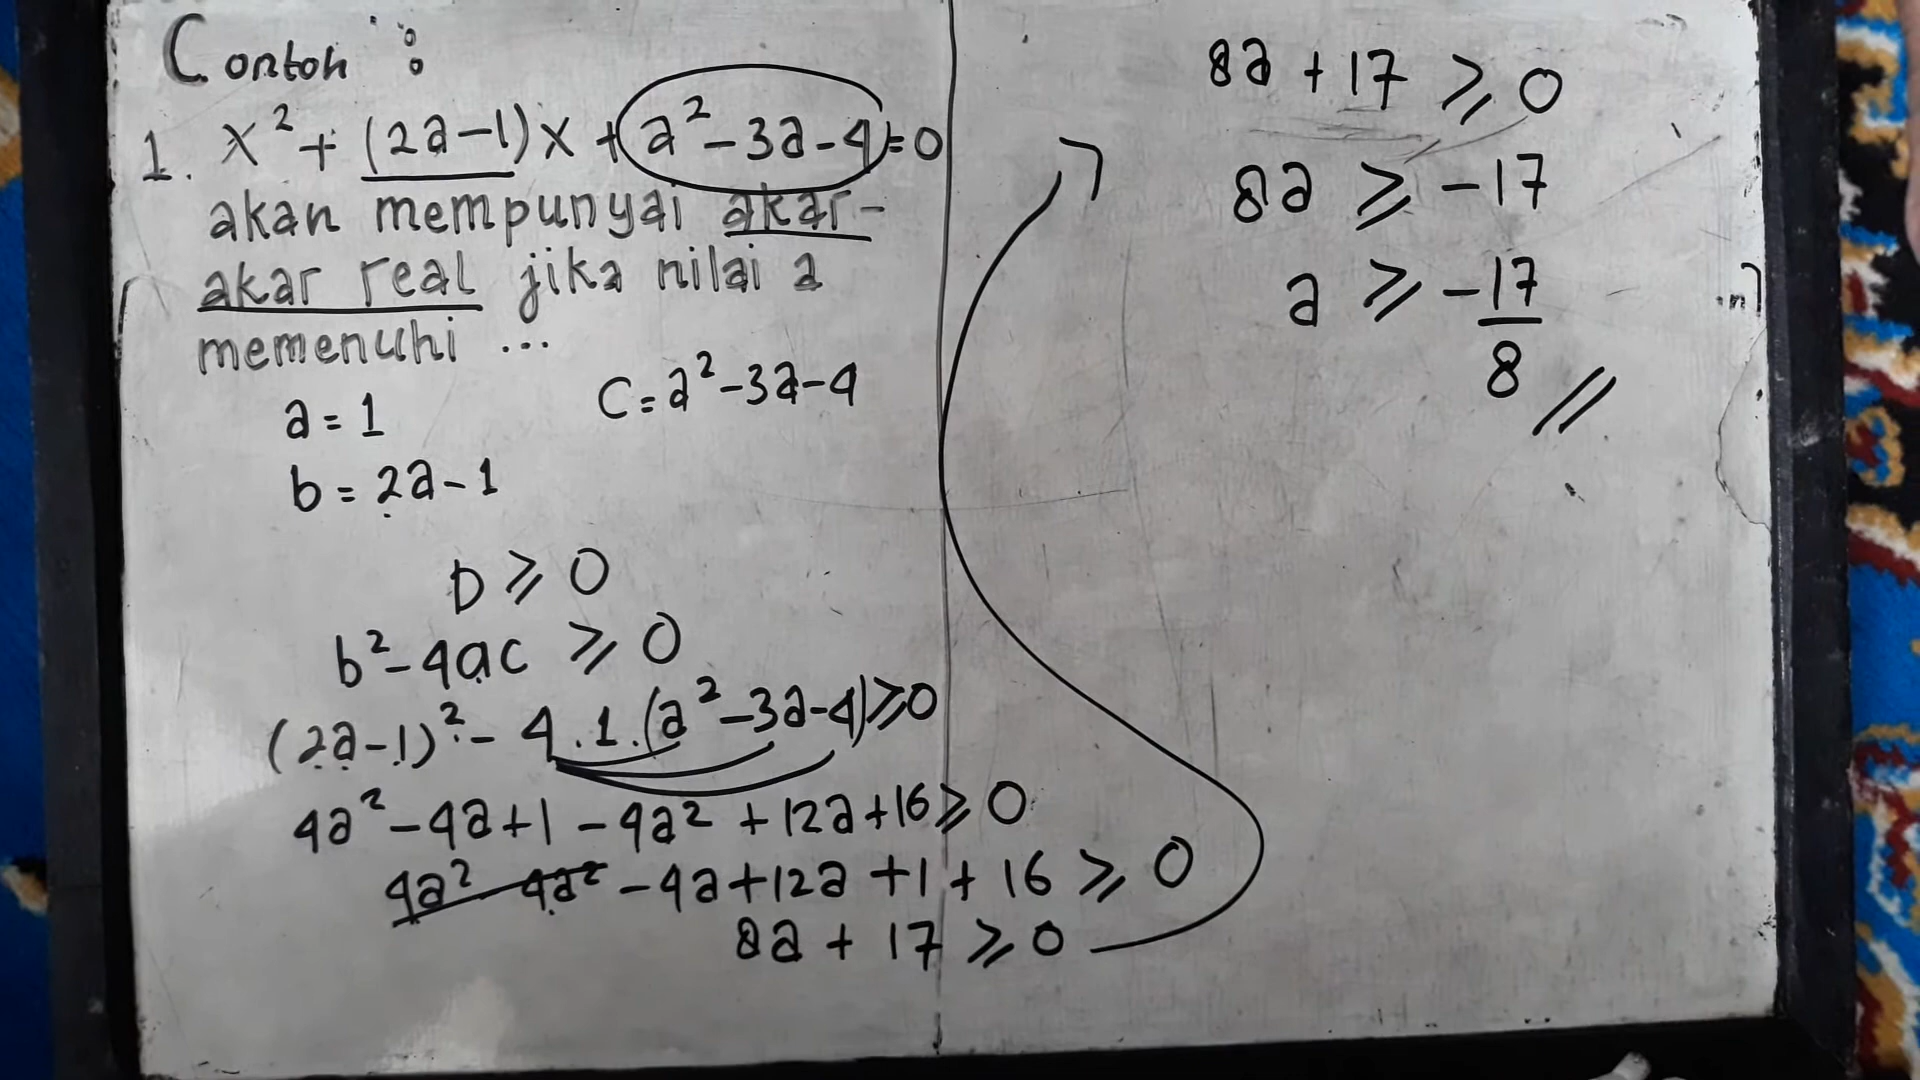 Contoh :
1. x² + (2a-1)x + a²-3a-4 = 0
akan mempunyai akar-
akar real jika nilai a
memenuhi ...
a = 1
c = a²-3a-4
b = 2a-1
D ⩾ 0
b²-4ac ⩾ 0
(2a-1)² - 4.1.(a²-3a-4) ⩾ 0
4a²-4a+1-4a²+12a+16 ⩾ 0
4a²-4a²-4a+12a+1+16 ⩾ 0
8a + 17 ⩾ 0
8a + 17 ⩾ 0
8a ⩾ -17
a ⩾ -17/8 //